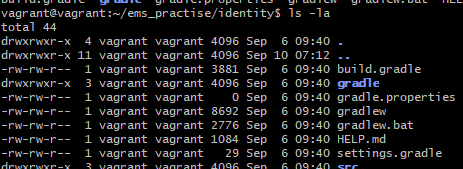 build.gradle gradle gradle.properties gradlew gradlew.bat
vagrant@vagrant:~/ems_practise/identity$ ls -la
total 44
drwxrwxr-x 4 vagrant vagrant 4096 Sep 6 09:40 .
drwxrwxr-x 11 vagrant vagrant 4096 Sep 10 07:12 ..
-rw-rw-r-- 1 vagrant vagrant 3881 Sep 6 09:40 build.gradle
drwxrwxr-x 3 vagrant vagrant 4096 Sep 6 09:40 gradle
-rw-rw-r-- 1 vagrant vagrant 0 Sep 6 09:40 gradle.properties
-rw-rw-r-- 1 vagrant vagrant 8692 Sep 6 09:40 gradlew
-rw-rw-r-- 1 vagrant vagrant 2776 Sep 6 09:40 gradlew.bat
-rw-rw-r-- 1 vagrant vagrant 1084 Sep 6 09:40 HELP.md
-rw-rw-r-- 1 vagrant vagrant 29 Sep 6 09:40 settings.gradle
drwxrwxr-x 3 vagrant vagrant 4096 Sep 6 09:40 src